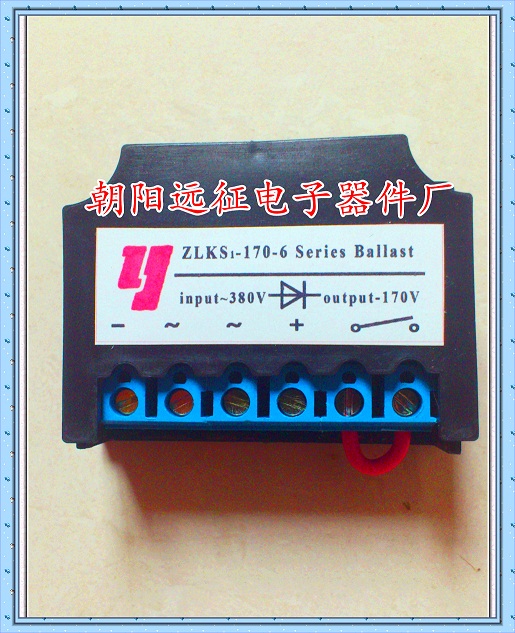 朝阳远征电子器件厂
ZLKS1-170-6 Series Ballast
input~380V output-170V
- ~ ~ +